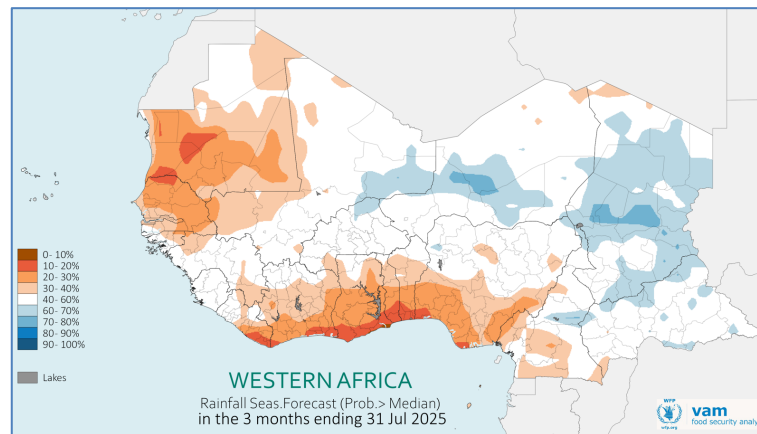 0- 10%
10- 20%
20- 30%
30- 40%
40- 60%
60- 70%
70- 80%
80- 90%
90- 100%
Lakes
WESTERN AFRICA
Rainfall Seas.Forecast (Prob.> Median)
in the 3 months ending 31 Jul 2025
WFP
wfp.org
vam
food security analy